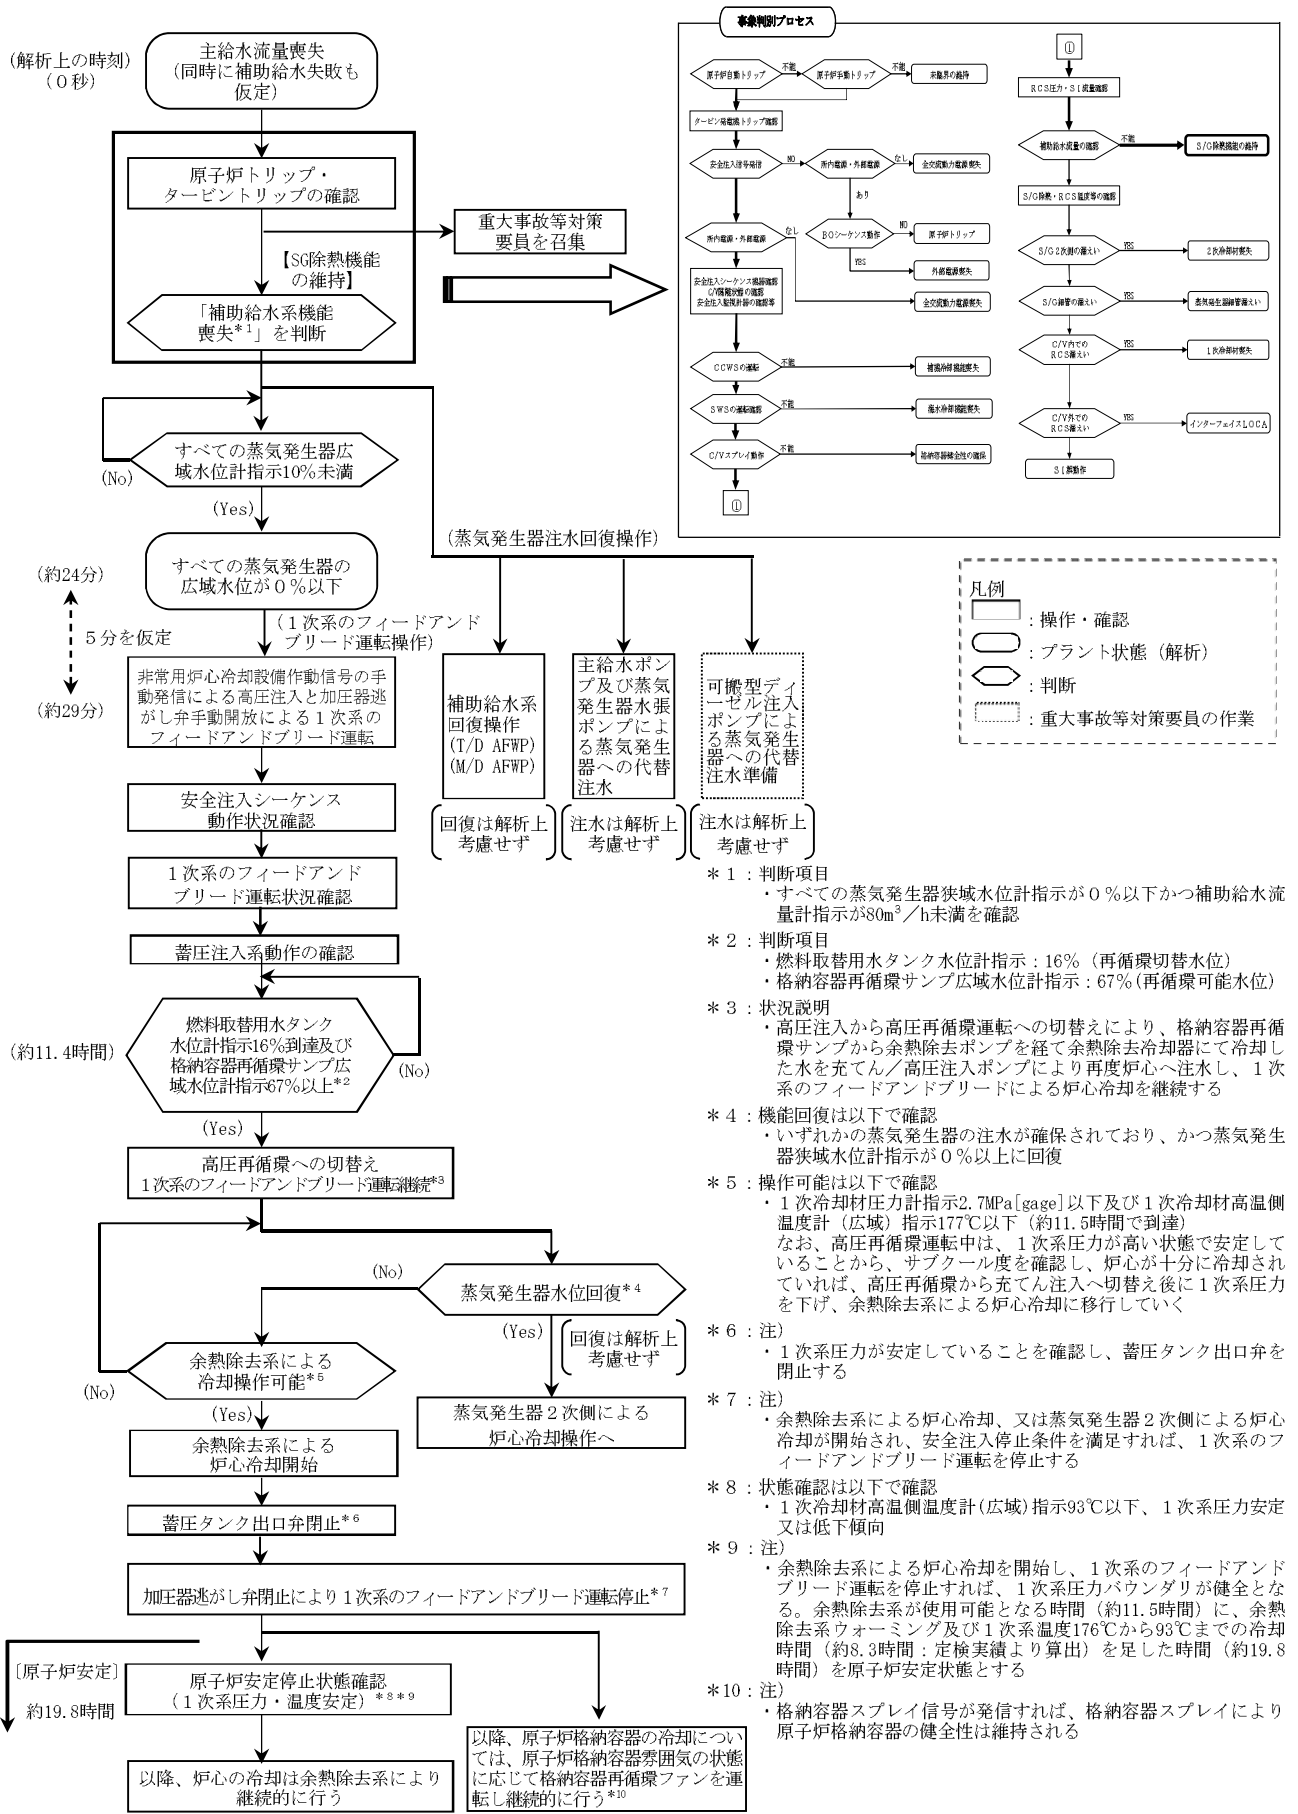 (解析上の時刻)
(０秒)
主給水流量喪失
(同時に補助給水失敗も
仮定)
原子炉トリップ・
タービントリップの確認
重大事故等対策
要員を召集
【SG除熱機能
の維持】
「補助給水系機能
喪失＊１」を判断
すべての蒸気発生器広
域水位計指示10％未満
(No)
(Yes)
(約24分)
すべての蒸気発生器の
広域水位が０％以下
５分を仮定
(１次系のフィードアンド
ブリード運転操作)
(約29分)
非常用炉心冷却設備作動信号の手
動発信による高圧注入と加圧器逃
がし弁手動開放による１次系の
フィードアンドブリード運転
安全注入シーケンス
動作状況確認
１次系のフィードアンド
ブリード運転状況確認
蓄圧注入系動作の確認
(約11.4時間)
燃料取替用水タンク
水位計指示16％到達及び
格納容器再循環サンプ広
域水位計指示67％以上＊２
(No)
(Yes)
高圧再循環への切替え
１次系のフィードアンドブリード運転継続＊３
蒸気発生器水位回復＊４
(No)
(Yes)
回復は解析上
考慮せず
余熱除去系による
冷却操作可能＊５
(No)
(Yes)
蒸気発生器２次側による
炉心冷却操作へ
余熱除去系による
炉心冷却開始
蓄圧タンク出口弁閉止＊６
加圧器逃がし弁閉止により１次系のフィードアンドブリード運転停止＊７
〔原子炉安定〕
約19.8時間
原子炉安定停止状態確認
(１次系圧力・温度安定)＊８＊９
以降、炉心の冷却は余熱除去系により
継続的に行う
以降、原子炉格納容器の冷却につい
ては、原子炉格納容器雰囲気の状態
に応じて格納容器再循環ファンを運
転し継続的に行う＊10
(蒸気発生器注水回復操作)
補助給水系
回復操作
(T/D AFWP)
(M/D AFWP)
回復は解析上
考慮せず
主給水ポン
プ及び蒸気
発生器水張
ポンプによ
る蒸気発生
器への代替
注水
注水は解析上
考慮せず
可搬型ディ
ーゼル注入
ポンプによ
る蒸気発生
器への代替
注水準備
注水は解析上
考慮せず
事象判別プロセス
原子炉自動トリップ
不能
原子炉手動トリップ
不能
未臨界の維持
タービン発電機トリップ確認
安全注入信号発信
NO
所内電源・外部電源
なし
全交流動力電源喪失
あり
所内電源・外部電源
なし
BOシーケンス動作
NO
原子炉トリップ
YES
外部電源喪失
安全注入シーケンス機器確認
C/V隔離状態の確認
安全注入監視計器の確認等
全交流動力電源喪失
CCWSの運転
不能
補機冷却機能喪失
SWSの運転確認
不能
海水冷却機能喪失
C/Vスプレイ動作
不能
格納容器健全性の確保
①
①
RCS圧力・SI流量確認
補助給水流量の確認
不能
S/G除熱機能の維持
S/G除熱・RCS温度等の確認
S/G２次側の漏えい
YES
２次冷却材喪失
S/G細管の漏えい
YES
蒸気発生器細管漏えい
C/V内での
RCS漏えい
YES
１次冷却材喪失
C/V外での
RCS漏えい
YES
インターフェイスLOCA
SI誤動作
凡例
：操作・確認
：プラント状態（解析）
：判断
：重大事故等対策要員の作業
＊１：判断項目
・すべての蒸気発生器狭域水位計指示が０％以下かつ補助給水流
量計指示が80m³／h未満を確認
＊２：判断項目
・燃料取替用水タンク水位計指示：16％（再循環切替水位）
・格納容器再循環サンプ広域水位計指示：67％(再循環可能水位)
＊３：状況説明
・高圧注入から高圧再循環運転への切替えにより、格納容器再循
環サンプから余熱除去ポンプを経て余熱除去冷却器にて冷却し
た水を充てん／高圧注入ポンプにより再度炉心へ注水し、１次
系のフィードアンドブリードによる炉心冷却を継続する
＊４：機能回復は以下で確認
・いずれかの蒸気発生器の注水が確保されており、かつ蒸気発生
器狭域水位計指示が０％以上に回復
＊５：操作可能は以下で確認
・１次冷却材圧力計指示2.7MPa[gage]以下及び１次冷却材高温側
温度計（広域）指示177℃以下（約11.5時間で到達）
なお、高圧再循環運転中は、１次系圧力が高い状態で安定して
いることから、サブクール度を確認し、炉心が十分に冷却され
ていれば、高圧再循環から充てん注入へ切替え後に１次系圧力
を下げ、余熱除去系による炉心冷却に移行していく
＊６：注）
・１次系圧力が安定していることを確認し、蓄圧タンク出口弁を
閉止する
＊７：注）
・余熱除去系による炉心冷却、又は蒸気発生器２次側による炉心
冷却が開始され、安全注入停止条件を満足すれば、１次系のフ
ィードアンドブリード運転を停止する
＊８：状態確認は以下で確認
・１次冷却材高温側温度計(広域)指示93℃以下、１次系圧力安定
又は低下傾向
＊９：注）
・余熱除去系による炉心冷却を開始し、１次系のフィードアンド
ブリード運転を停止すれば、１次系圧力バウンダリが健全とな
る。余熱除去系が使用可能となる時間（約11.5時間）に、余熱
除去系ウォーミング及び１次系温度176℃から93℃までの冷却
時間（約8.3時間：定検実績より算出）を足した時間（約19.8
時間）を原子炉安定状態とする
＊10：注）
・格納容器スプレイ信号が発信すれば、格納容器スプレイにより
原子炉格納容器の健全性は維持される